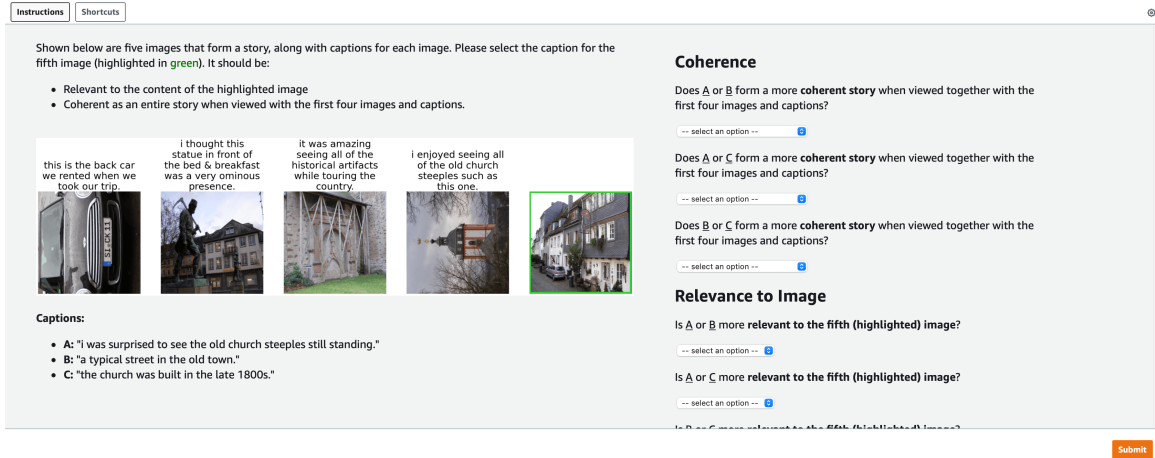 Instructions
Shortcuts
Shown below are five images that form a story, along with captions for each image. Please select the caption for the
fifth image (highlighted in green). It should be:
Relevant to the content of the highlighted image
Coherent as an entire story when viewed with the first four images and captions.
this is the back car
we rented when we
took our trip.
i thought this
statue in front of
the bed & breakfast
was a very ominous
presence.
it was amazing
seeing all of the
historical artifacts
while touring the
country.
i enjoyed seeing all
of the old church
steeples such as
this one.
Captions:
A: "i was surprised to see the old church steeples still standing."
B: "a typical street in the old town."
C: "the church was built in the late 1800s."
Coherence
Does A or B form a more coherent story when viewed together with the
first four images and captions?
-- select an option --
Does A or C form a more coherent story when viewed together with the
first four images and captions?
-- select an option --
Does B or C form a more coherent story when viewed together with the
first four images and captions?
-- select an option --
Relevance to Image
Is A or B more relevant to the fifth (highlighted) image?
-- select an option --
Is A or C more relevant to the fifth (highlighted) image?
-- select an option --
Is B or C more relevant to the fifth (highlighted) image?
Submit